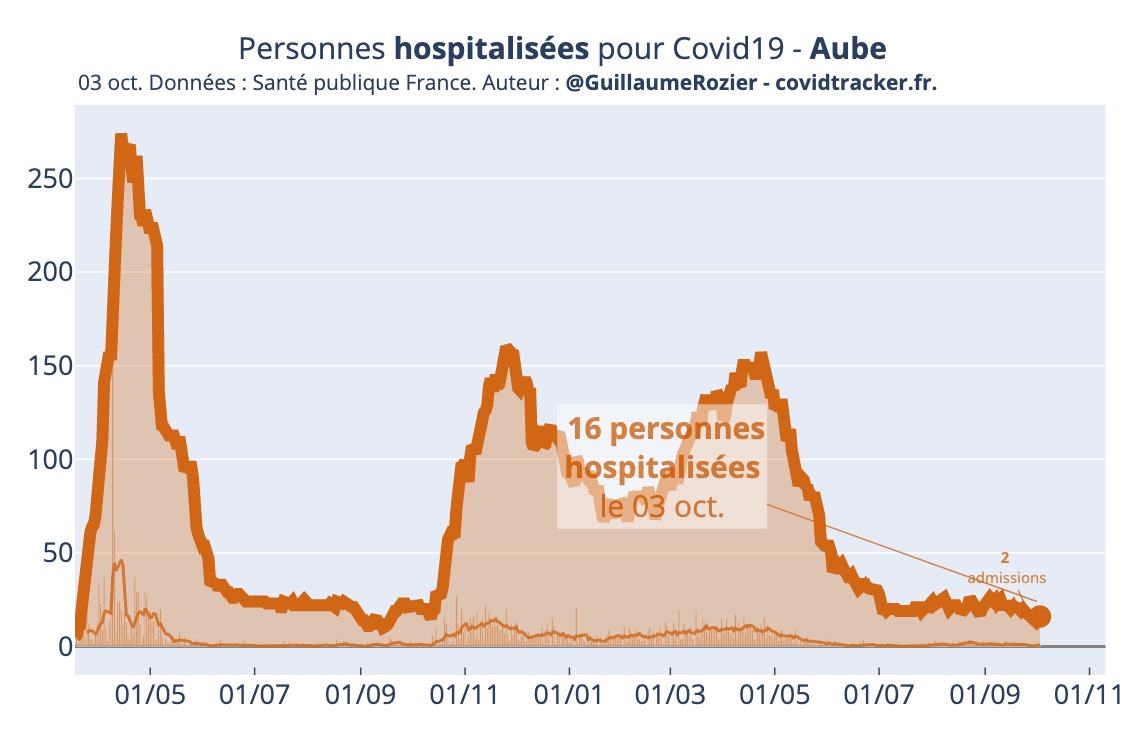 Personnes hospitalisées pour Covid19 - Aube
03 oct. Données : Santé publique France. Auteur : @GuillaumeRozier - covidtracker.fr.
250
200
150
100
50
0
16 personnes
hospitalisées
le 03 oct.
2
admissions
01/05 01/07 01/09 01/11 01/01 01/03 01/05 01/07 01/09 01/11